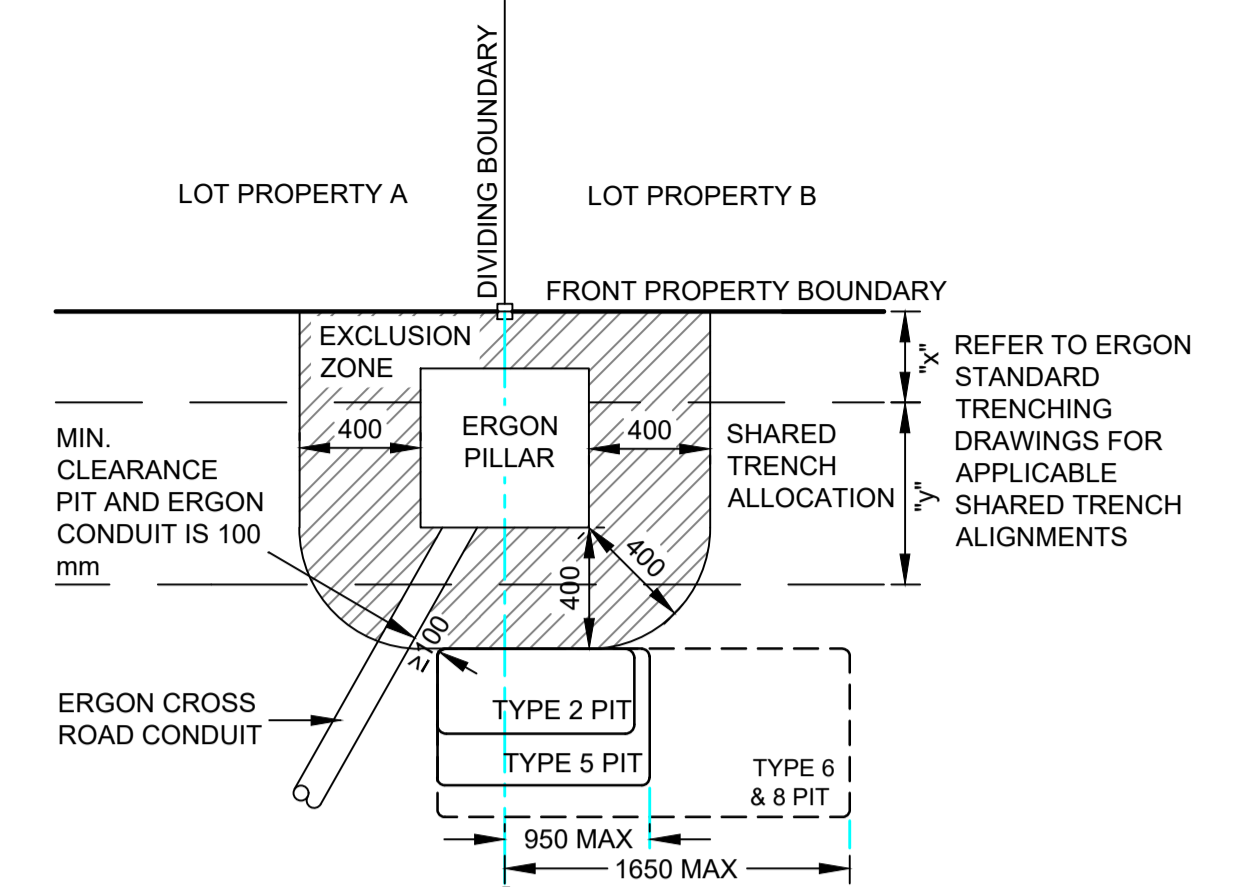 DIVIDING BOUNDARY
LOT PROPERTY A
LOT PROPERTY B
FRONT PROPERTY BOUNDARY
EXCLUSION
ZONE
"x"
REFER TO ERGON
STANDARD
TRENCHING
DRAWINGS FOR
APPLICABLE
SHARED TRENCH
ALIGNMENTS
"y"
MIN.
CLEARANCE
PIT AND ERGON
CONDUIT IS 100
mm
400
ERGON
PILLAR
400
SHARED
TRENCH
ALLOCATION
400
400
≥100
ERGON CROSS
ROAD CONDUIT
TYPE 2 PIT
TYPE 5 PIT
TYPE 6
& 8 PIT
950 MAX
1650 MAX